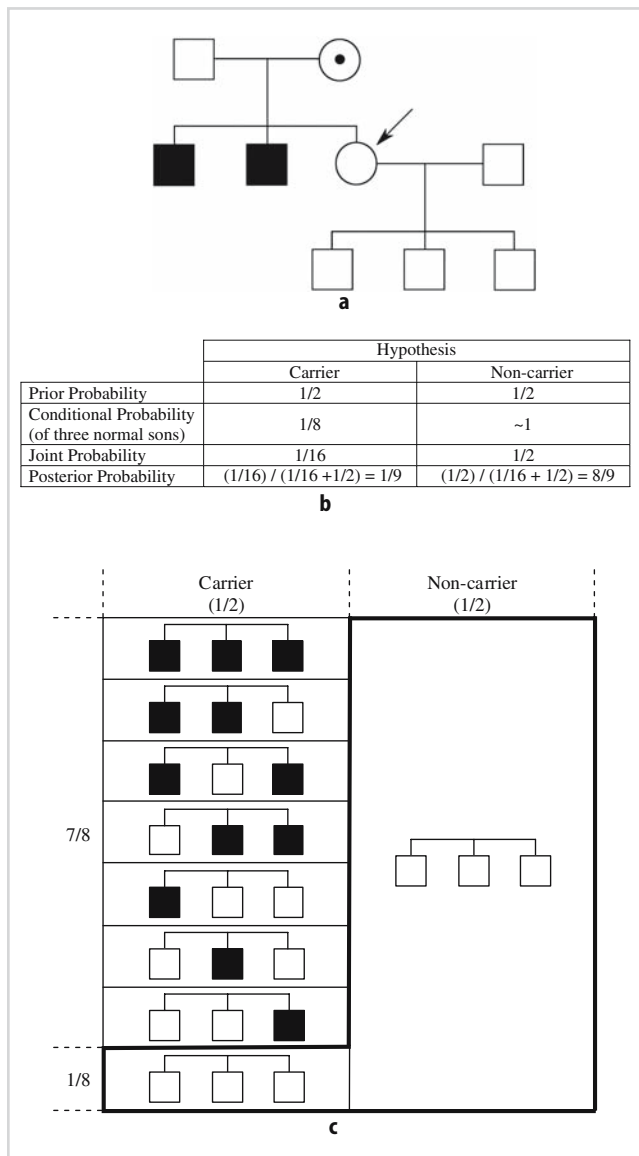 a
Hypothesis
Carrier Non-carrier
Prior Probability 1/2 1/2
Conditional Probability
(of three normal sons) 1/8 ~1
Joint Probability 1/16 1/2
Posterior Probability (1/16) / (1/16 +1/2) = 1/9 (1/2) / (1/16 + 1/2) = 8/9
b
Carrier Non-carrier
(1/2) (1/2)
7/8
1/8
c